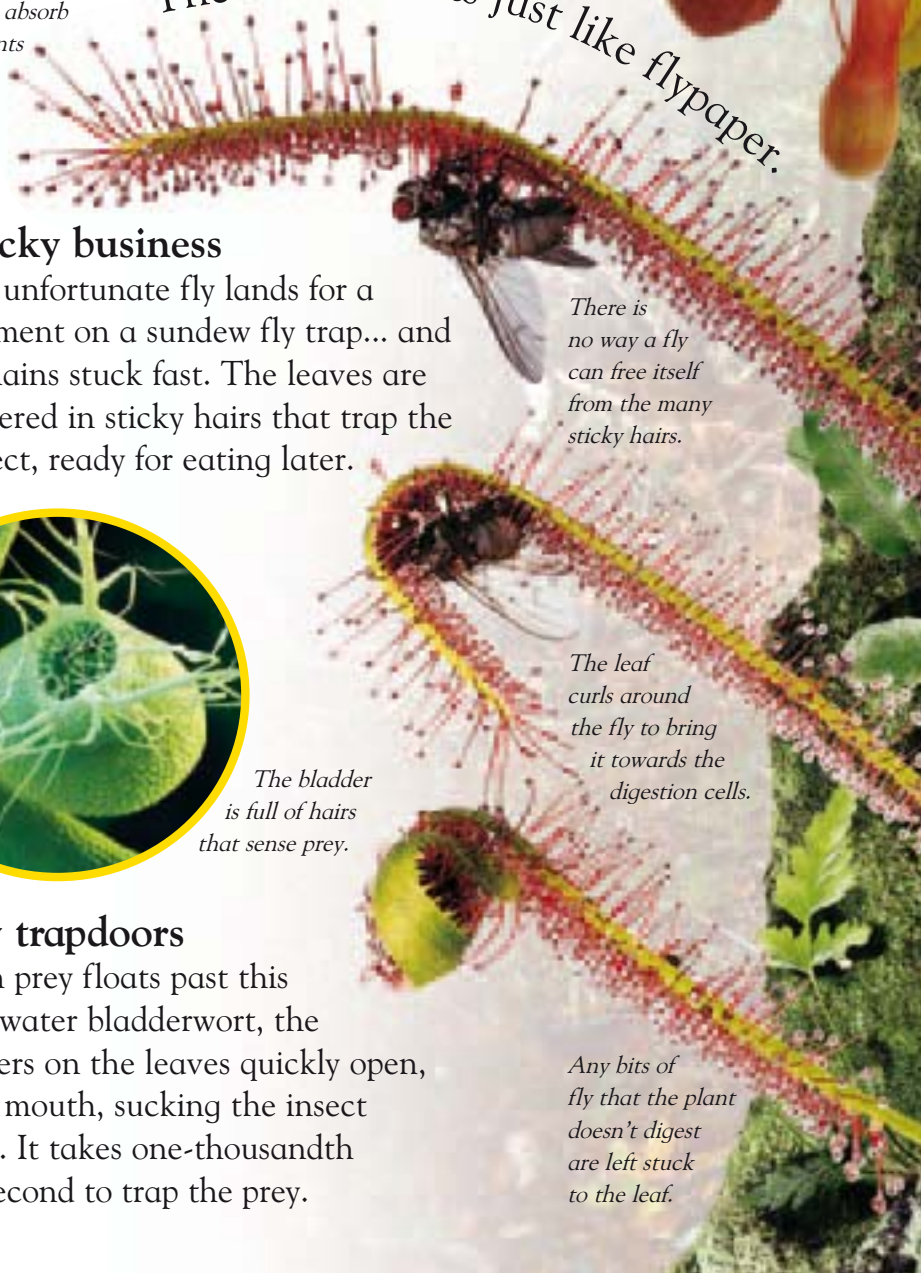 absorb
nts
The
s just like flypaper.
cky business
unfortunate fly lands for a
ment on a sundew fly trap... and
ains stuck fast. The leaves are
ered in sticky hairs that trap the
ect, ready for eating later.
There is
no way a fly
can free itself
from the many
sticky hairs.
The leaf
curls around
the fly to bring
it towards the
digestion cells.
The bladder
is full of hairs
that sense prey.
trapdoors
prey floats past this
water bladderwort, the
ers on the leaves quickly open,
mouth, sucking the insect
. It takes one-thousandth
econd to trap the prey.
Any bits of
fly that the plant
doesn't digest
are left stuck
to the leaf.